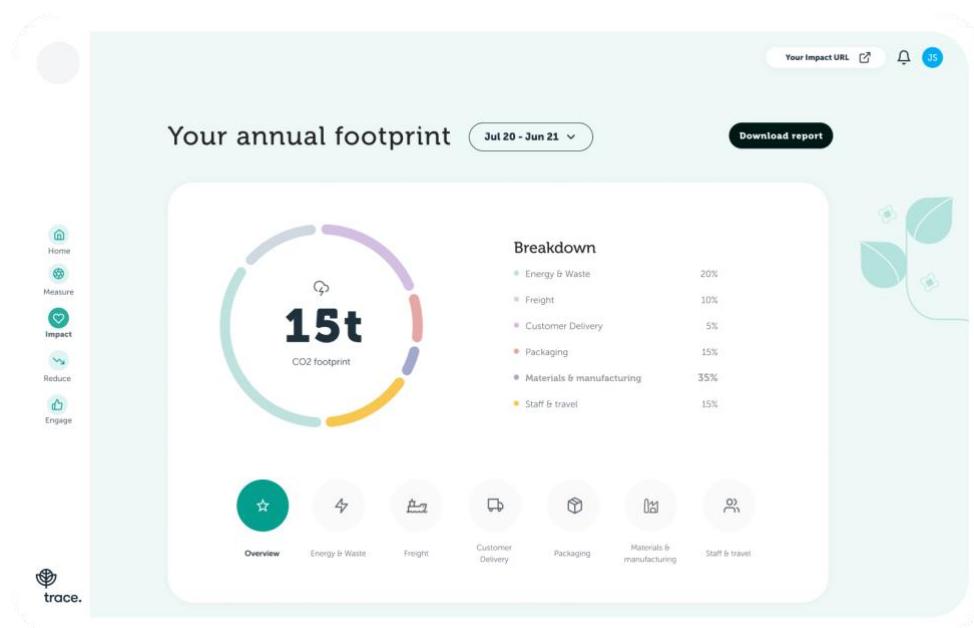 Your Impact URL
JS
Your annual footprint
Jul 20 - Jun 21
Download report
Home
Measure
Impact
Reduce
Engage
15t
CO2 footprint
Breakdown
Energy & Waste 20%
Freight 10%
Customer Delivery 5%
Packaging 15%
Materials & manufacturing 35%
Staff & travel 15%
Overview
Energy & Waste
Freight
Customer
Delivery
Packaging
Materials &
manufacturing
Staff & travel
trace.